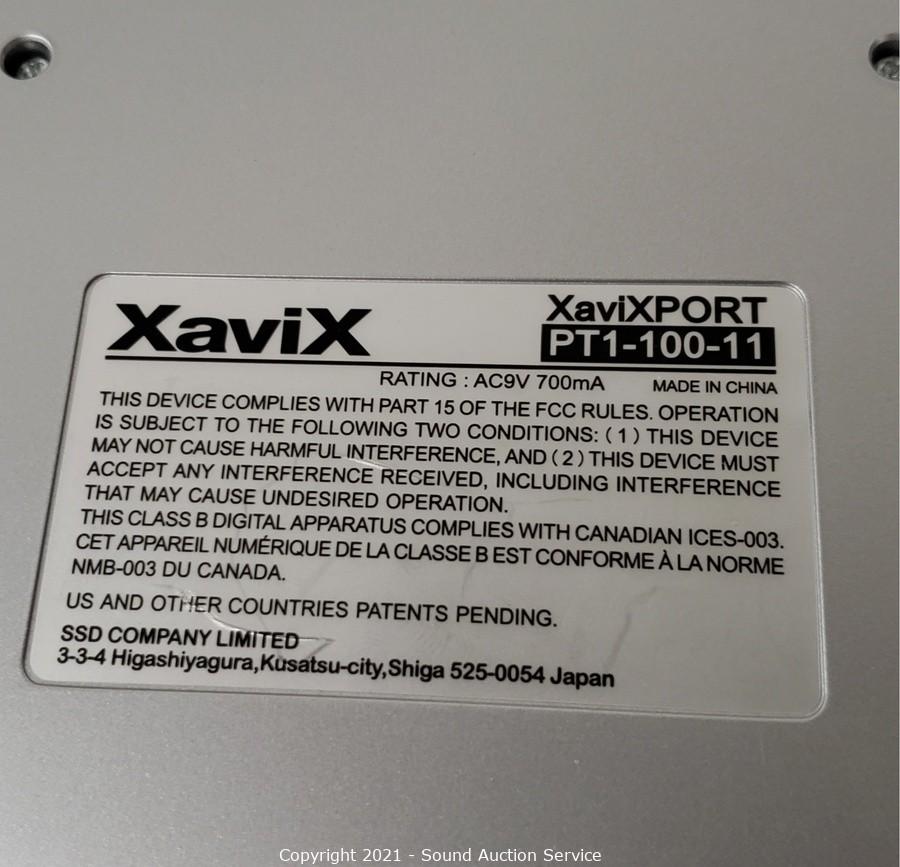 XaviX
XaviXPORT
PT1-100-11
RATING : AC9V 700mA
MADE IN CHINA
THIS DEVICE COMPLIES WITH PART 15 OF THE FCC RULES. OPERATION
IS SUBJECT TO THE FOLLOWING TWO CONDITIONS: (1) THIS DEVICE
MAY NOT CAUSE HARMFUL INTERFERENCE, AND (2) THIS DEVICE MUST
ACCEPT ANY INTERFERENCE RECEIVED, INCLUDING INTERFERENCE
THAT MAY CAUSE UNDESIRED OPERATION.
THIS CLASS B DIGITAL APPARATUS COMPLIES WITH CANADIAN ICES-003.
CET APPAREIL NUMÉRIQUE DE LA CLASSE B EST CONFORME À LA NORME
NMB-003 DU CANADA.
US AND OTHER COUNTRIES PATENTS PENDING.
SSD COMPANY LIMITED
3-3-4 Higashiyagura,Kusatsu-city,Shiga 525-0054 Japan
Copyright 2021 - Sound Auction Service